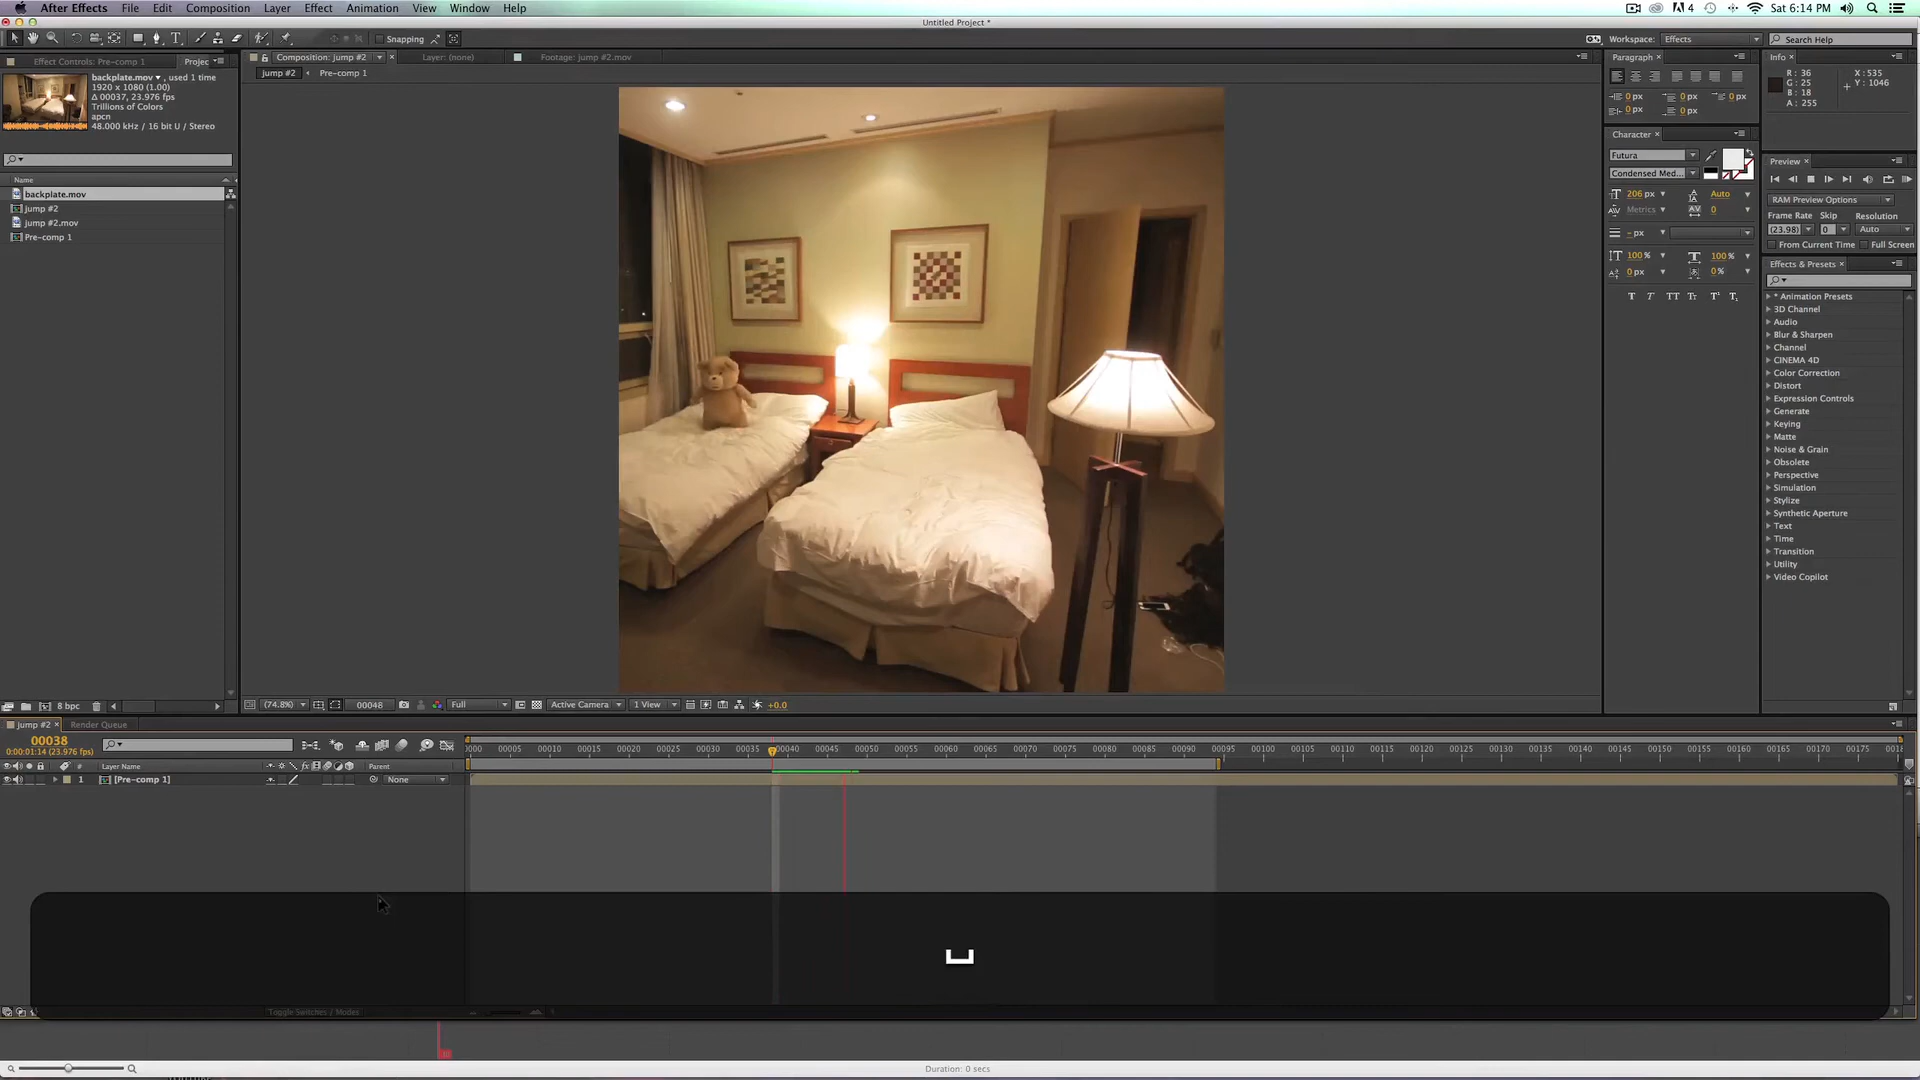 After Effects File Edit Composition Layer Effect Animation View Window Help
4 Sat 6:14 PM
Untitled Project *
Snapping
Workspace: Effects
Search Help
Effect Controls: Pre-comp 1 Projec
Composition: jump #2
Layer: (none)
Footage: jump #2.mov
jump #2 Pre-comp 1
backplate.mov , used 1 time
1920 x 1080 (1.00)
Δ 00037, 23.976 fps
Trillions of Colors
apcn
48.000 kHz / 16 bit U / Stereo
Name
backplate.mov
jump #2
jump #2.mov
Pre-comp 1
Paragraph
0 px 0 px 0 px
0 px 0 px
Character
Futura
Condensed Med...
206 px Auto
Metrics 0
- px
100 % 100 %
0 px 0 %
T T TT Tr T¹ T₁
Info
R : 36
G : 25
B : 18
A : 255
X : 535
Y : 1046
Preview
RAM Preview Options
Frame Rate Skip Resolution
(23.98) 0 Auto
From Current Time Full Screen
Effects & Presets
* Animation Presets
3D Channel
Audio
Blur & Sharpen
Channel
CINEMA 4D
Color Correction
Distort
Expression Controls
Generate
Keying
Matte
Noise & Grain
Obsolete
Perspective
Simulation
Stylize
Synthetic Aperture
Text
Time
Transition
Utility
Video Copilot
8 bpc
(74.8%) 00048 Full Active Camera 1 View +0.0
jump #2 Render Queue
00038
0:00:01:14 (23.976 fps)
0000 00005 00010 00015 00020 00025 00030 00035 00040 00045 00050 00055 00060 00065 00070 00075 00080 00085 00090 00095 00100 00105 00110 00115 00120 00125 00130 00135 00140 00145 00150 00155 00160 00165 00170 00175 0018
# Layer Name Parent
1 [Pre-comp 1] None
Toggle Switches / Modes
Duration: 0 secs